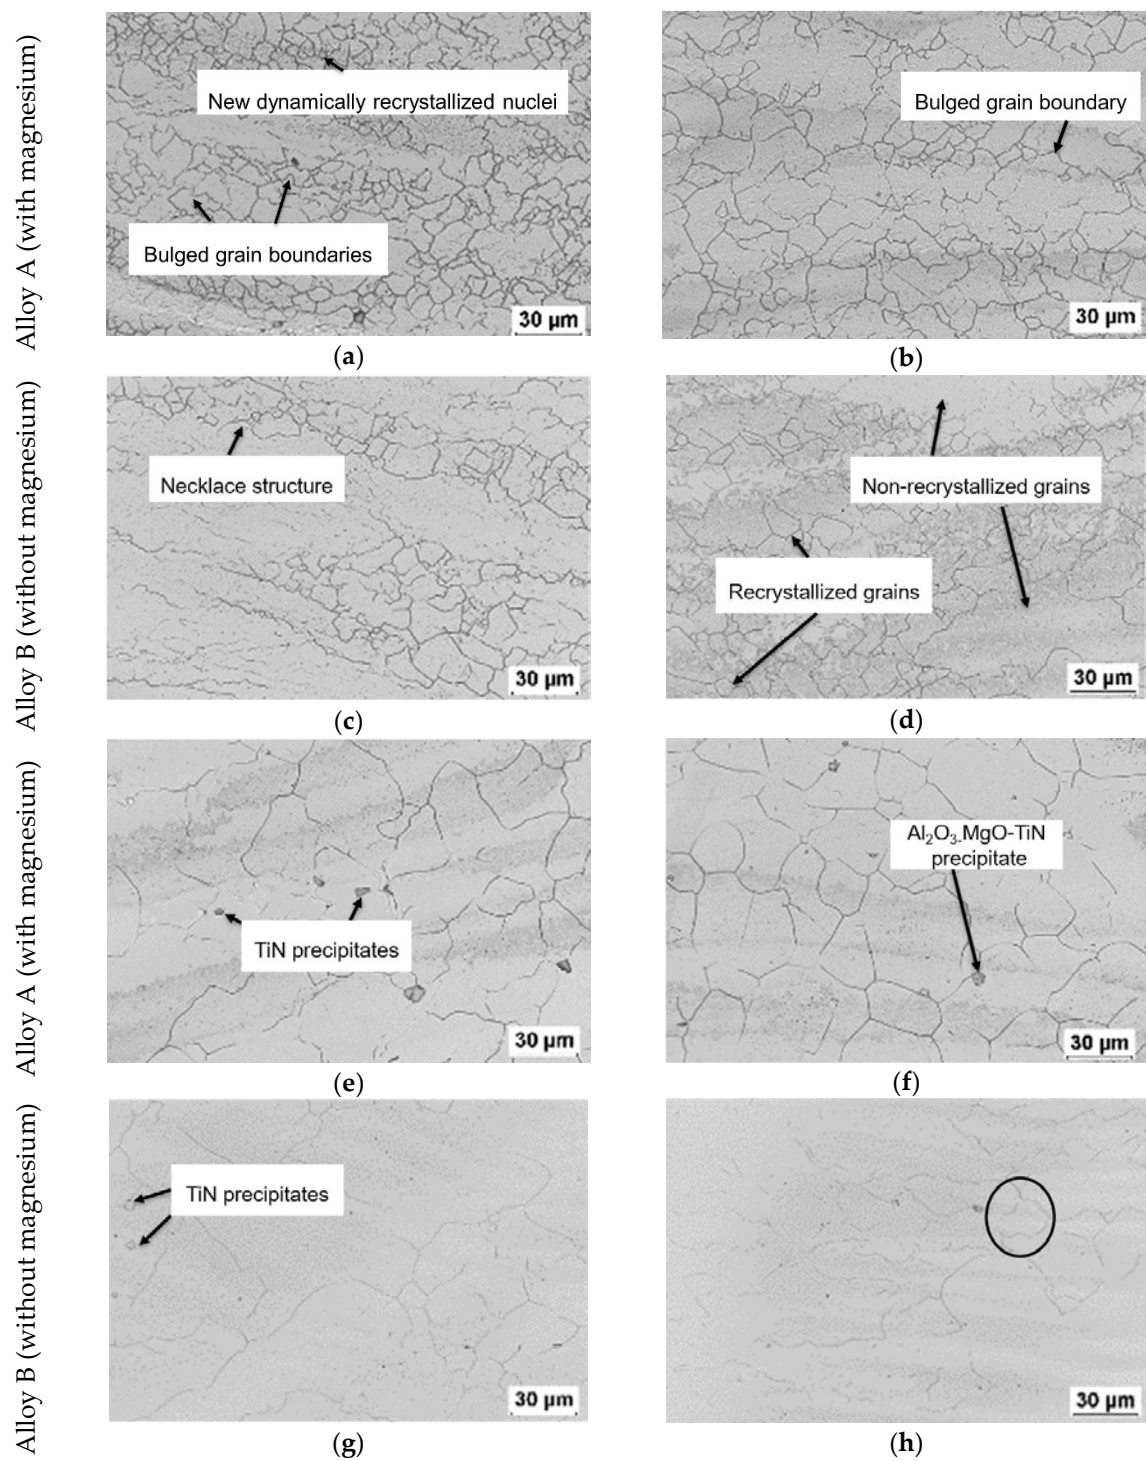 Alloy A (with magnesium)
New dynamically recrystallized nuclei
Bulged grain boundaries
30 µm
(a)
Bulged grain boundary
30 µm
(b)
Alloy B (without magnesium)
Necklace structure
30 µm
(c)
Non-recrystallized grains
Recrystallized grains
30 µm
(d)
Alloy A (with magnesium)
TiN precipitates
30 µm
(e)
Al₂O₃.MgO-TiN
precipitate
30 µm
(f)
Alloy B (without magnesium)
TiN precipitates
30 µm
(g)
30 µm
(h)